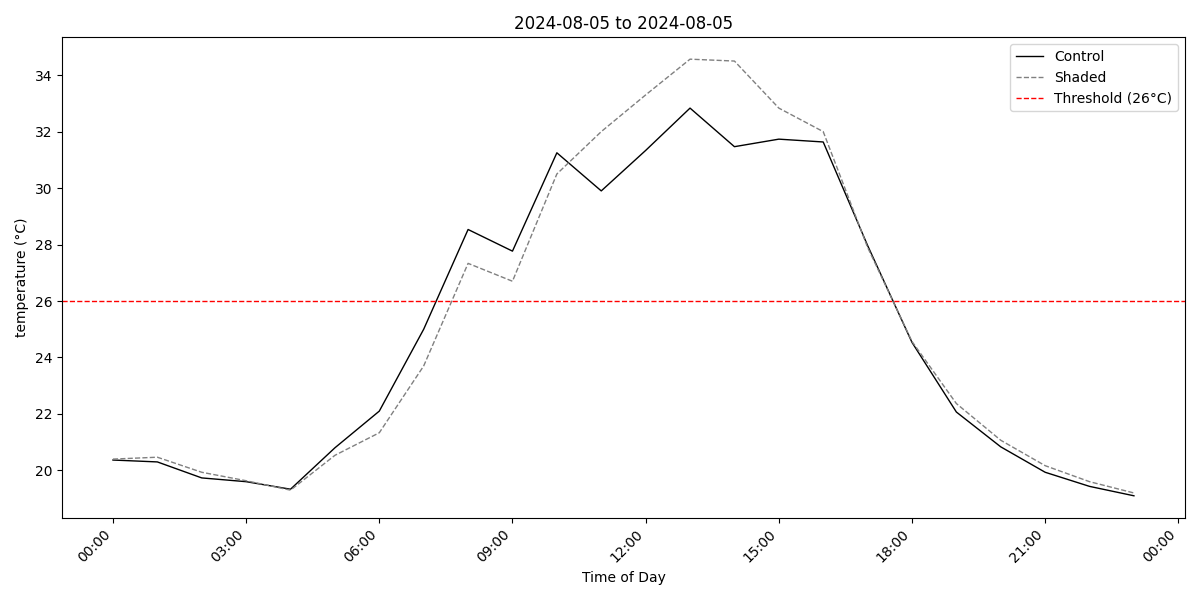 2024-08-05 to 2024-08-05
Control
Shaded
Threshold (26°C)
temperature (°C)
34
32
30
28
26
24
22
20
00:00
03:00
06:00
09:00
12:00
15:00
18:00
21:00
00:00
Time of Day